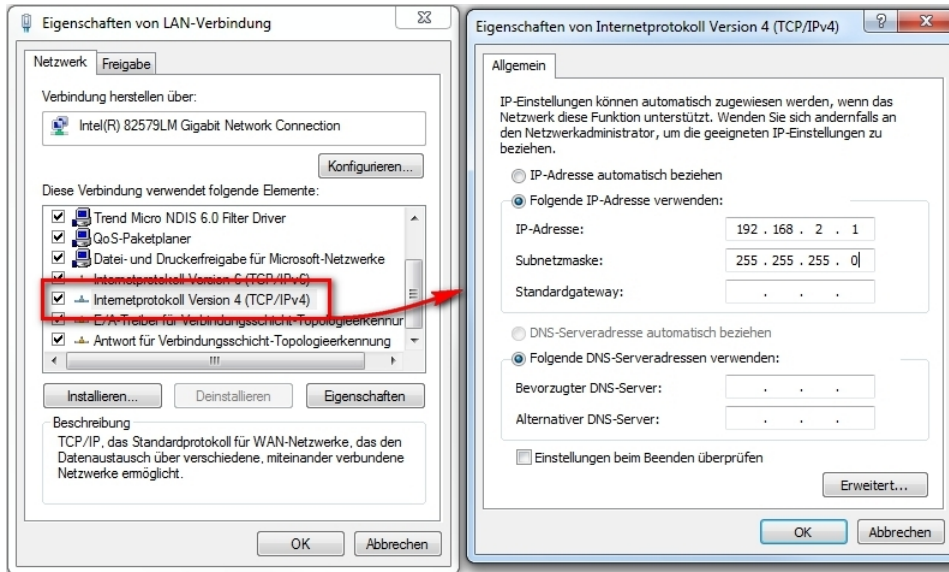 Eigenschaften von LAN-Verbindung
Netzwerk Freigabe
Verbindung herstellen über:
Intel(R) 82579LM Gigabit Network Connection
Konfigurieren...
Diese Verbindung verwendet folgende Elemente:
Trend Micro NDIS 6.0 Filter Driver
QoS-Paketplaner
Datei- und Druckerfreigabe für Microsoft-Netzwerke
Internetprotokoll Version 6 (TCP/IPv6)
Internetprotokoll Version 4 (TCP/IPv4)
E/A-Treiber für Verbindungsschicht-Topologieerkennur
Antwort für Verbindungsschicht-Topologieerkennung
Installieren... Deinstallieren Eigenschaften
Beschreibung
TCP/IP, das Standardprotokoll für WAN-Netzwerke, das den
Datenaustausch über verschiedene, miteinander verbundene
Netzwerke ermöglicht.
OK Abbrechen
Eigenschaften von Internetprotokoll Version 4 (TCP/IPv4)
Allgemein
IP-Einstellungen können automatisch zugewiesen werden, wenn das
Netzwerk diese Funktion unterstützt. Wenden Sie sich andernfalls an
den Netzwerkadministrator, um die geeigneten IP-Einstellungen zu
beziehen.
IP-Adresse automatisch beziehen
Folgende IP-Adresse verwenden:
IP-Adresse: 192 . 168 . 2 . 1
Subnetzmaske: 255 . 255 . 255 . 0
Standardgateway: . . .
DNS-Serveradresse automatisch beziehen
Folgende DNS-Serveradressen verwenden:
Bevorzugter DNS-Server: . . .
Alternativer DNS-Server: . . .
Einstellungen beim Beenden überprüfen
Erweitert...
OK Abbrechen